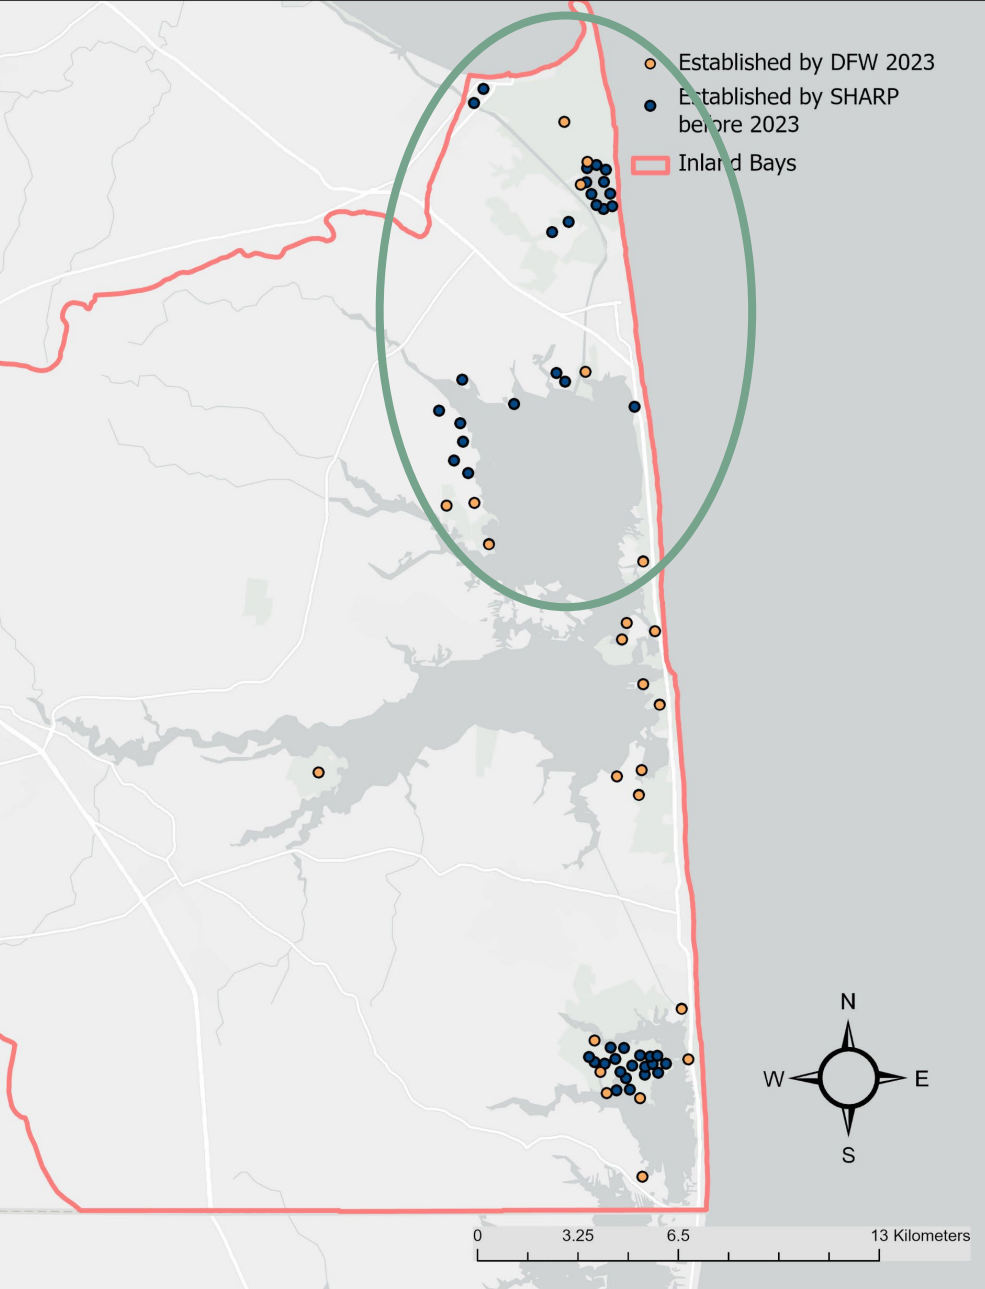 Established by DFW 2023
Established by SHARP
before 2023
Inland Bays
N
W E
S
0 3.25 6.5 13 Kilometers